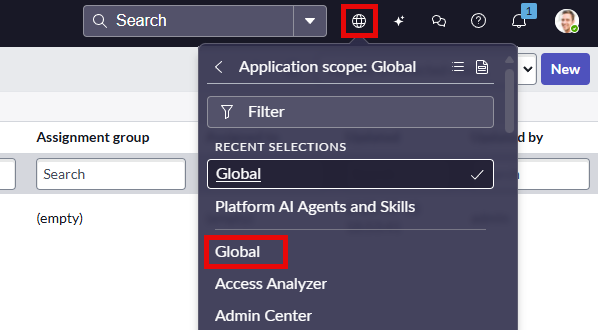 Search
1
Application scope: Global
New
Filter
Assignment group
by
RECENT SELECTIONS
Search
Global
Platform AI Agents and Skills
(empty)
Global
Access Analyzer
Admin Center